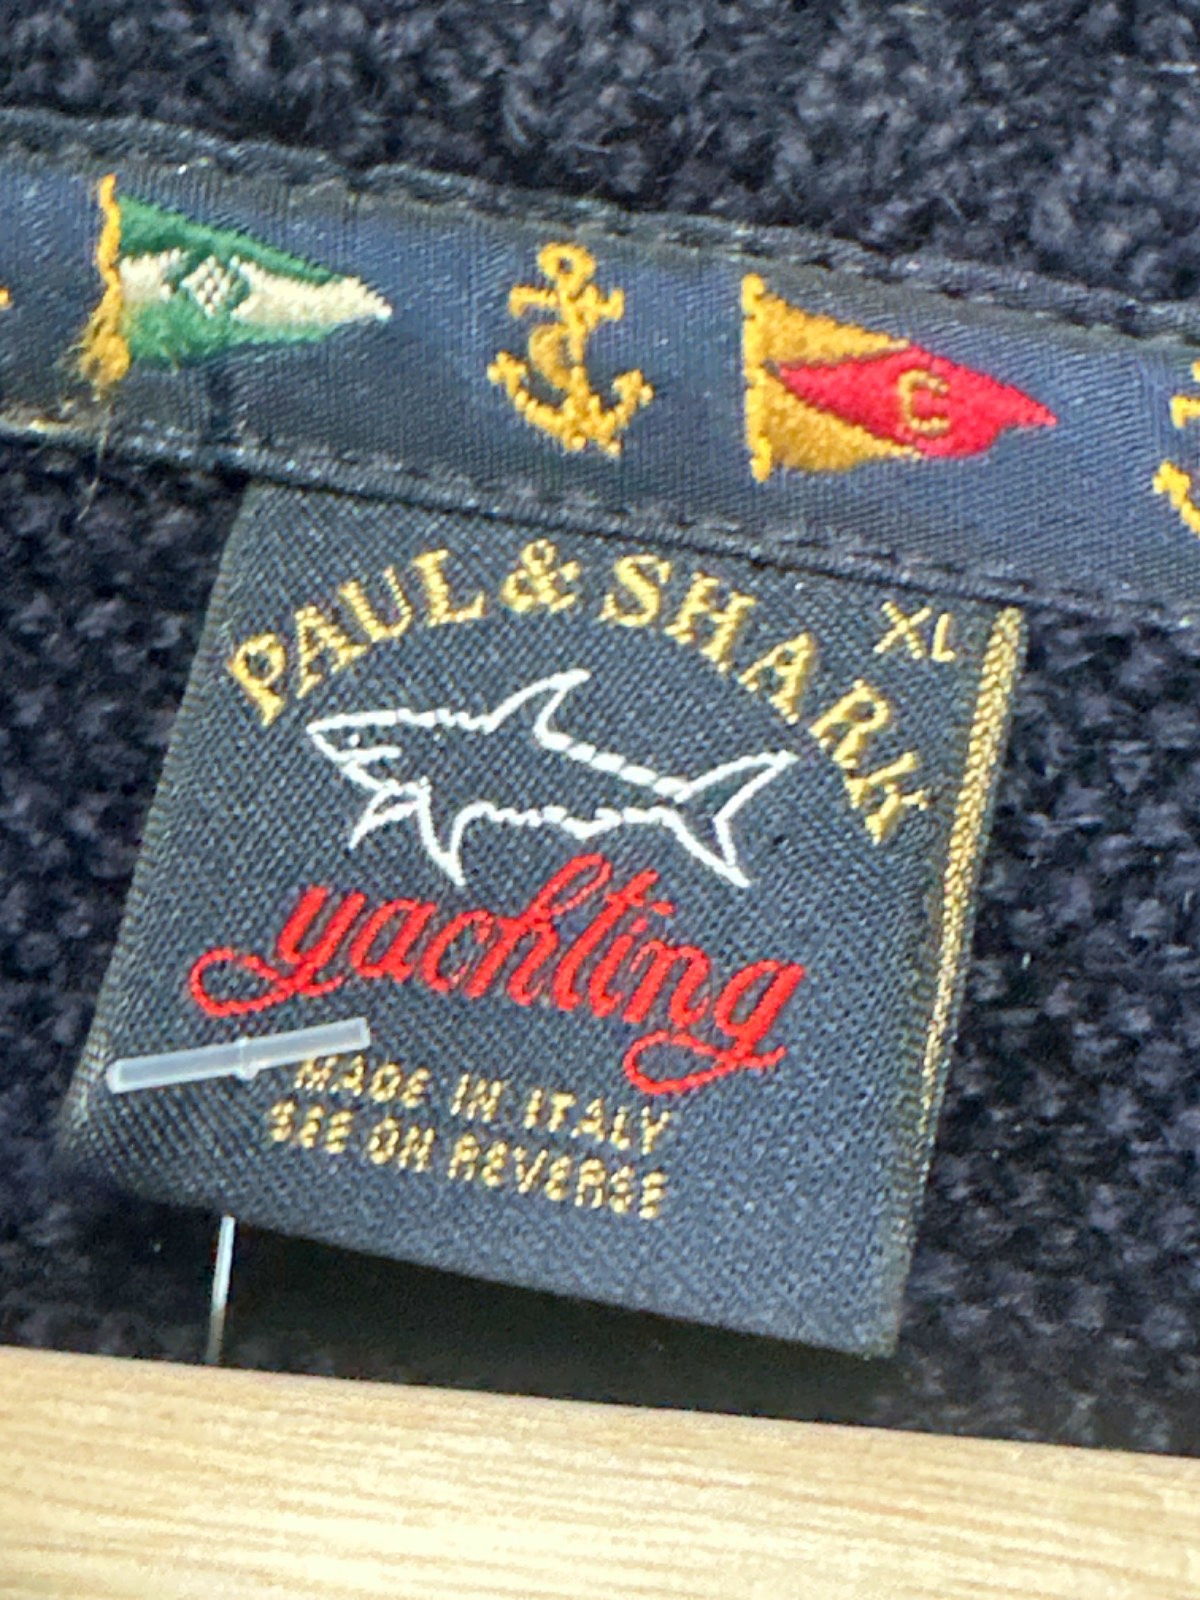 C
PAUL & SHARK
XL
yachting
MADE IN ITALY
SEE ON REVERSE